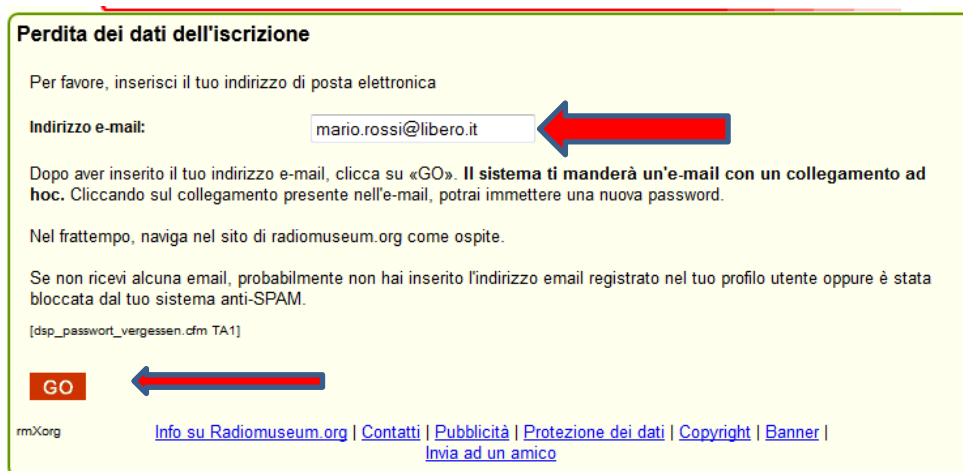 Perdita dei dati dell'iscrizione
Per favore, inserisci il tuo indirizzo di posta elettronica
Indirizzo e-mail: mario.rossi@libero.it
Dopo aver inserito il tuo indirizzo e-mail, clicca su «GO». Il sistema ti manderà un'e-mail con un collegamento ad
hoc. Cliccando sul collegamento presente nell'e-mail, potrai immettere una nuova password.
Nel frattempo, naviga nel sito di radiomuseum.org come ospite.
Se non ricevi alcuna email, probabilmente non hai inserito l'indirizzo email registrato nel tuo profilo utente oppure è stata
bloccata dal tuo sistema anti-SPAM.
[dsp_passwort_vergessen.cfm TA1]
GO
rmXorg Info su Radiomuseum.org | Contatti | Pubblicità | Protezione dei dati | Copyright | Banner |
Invia ad un amico